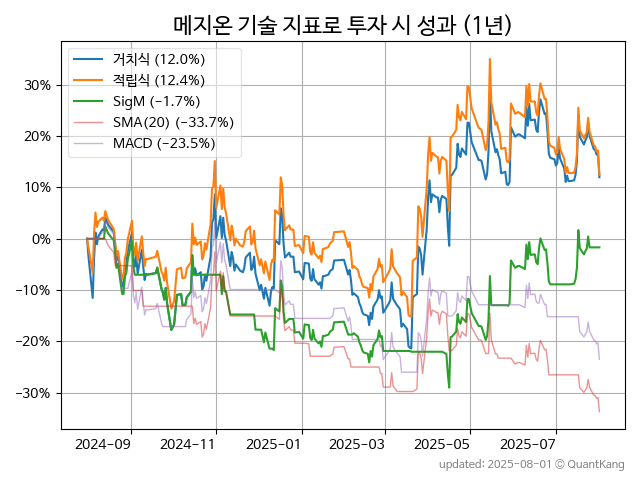 메지온 기술 지표로 투자 시 성과 (1년)
거치식 (12.0%)
적립식 (12.4%)
SigM (−1.7%)
SMA(20) (−33.7%)
MACD (−23.5%)
30%
20%
10%
0%
−10%
−20%
−30%
2024−09
2024−11
2025−01
2025−03
2025−05
2025−07
updated: 2025−08−01 © QuantKang